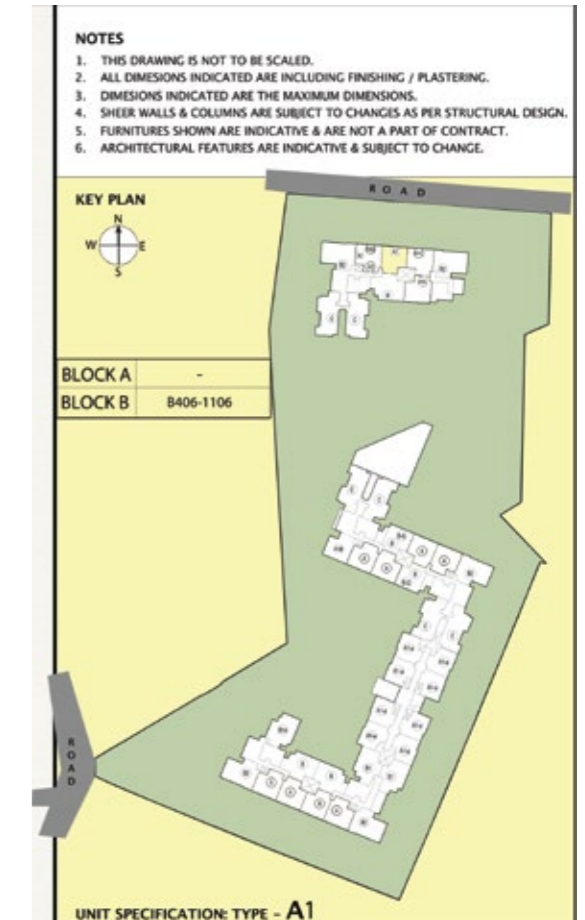 NOTES
1. THIS DRAWING IS NOT TO BE SCALED.
2. ALL DIMESIONS INDICATED ARE INCLUDING FINISHING / PLASTERING.
3. DIMESIONS INDICATED ARE THE MAXIMUM DIMENSIONS.
4. SHEER WALLS & COLUMNS ARE SUBJECT TO CHANGES AS PER STRUCTURAL DESIGN.
5. FURNITURES SHOWN ARE INDICATIVE & ARE NOT A PART OF CONTRACT.
6. ARCHITECTURAL FEATURES ARE INDICATIVE & SUBJECT TO CHANGE.
ROAD
KEY PLAN
N
W E
S
BLOCK A -
BLOCK B B406-1106
ROAD
UNIT SPECIFICATION: TYPE - A1